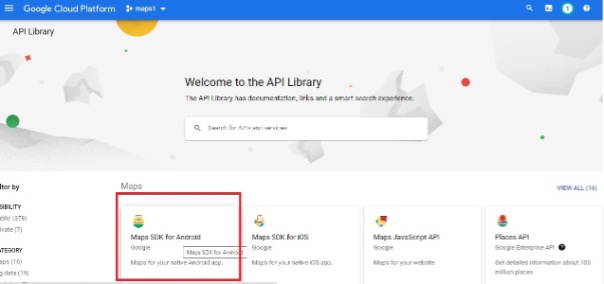 Google Cloud Platform
maps1
API Library
Welcome to the API Library
The API Library has documentation, links and a smart search experience.
Search for APIs and services
lter by
Maps
VIEW ALL (16)
SIBILITY
ublic (378)
rivate (7)
ATEGORY
aps (16)
g data (19)
Maps SDK for Android
Google
Maps SDK for Android
Maps for your native Android app.
Maps SDK for iOS
Google
Maps for your native iOS app.
Maps JavaScript API
Google
Maps for your website
Places API
Google Enterprise API
Get detailed information about 100
million places